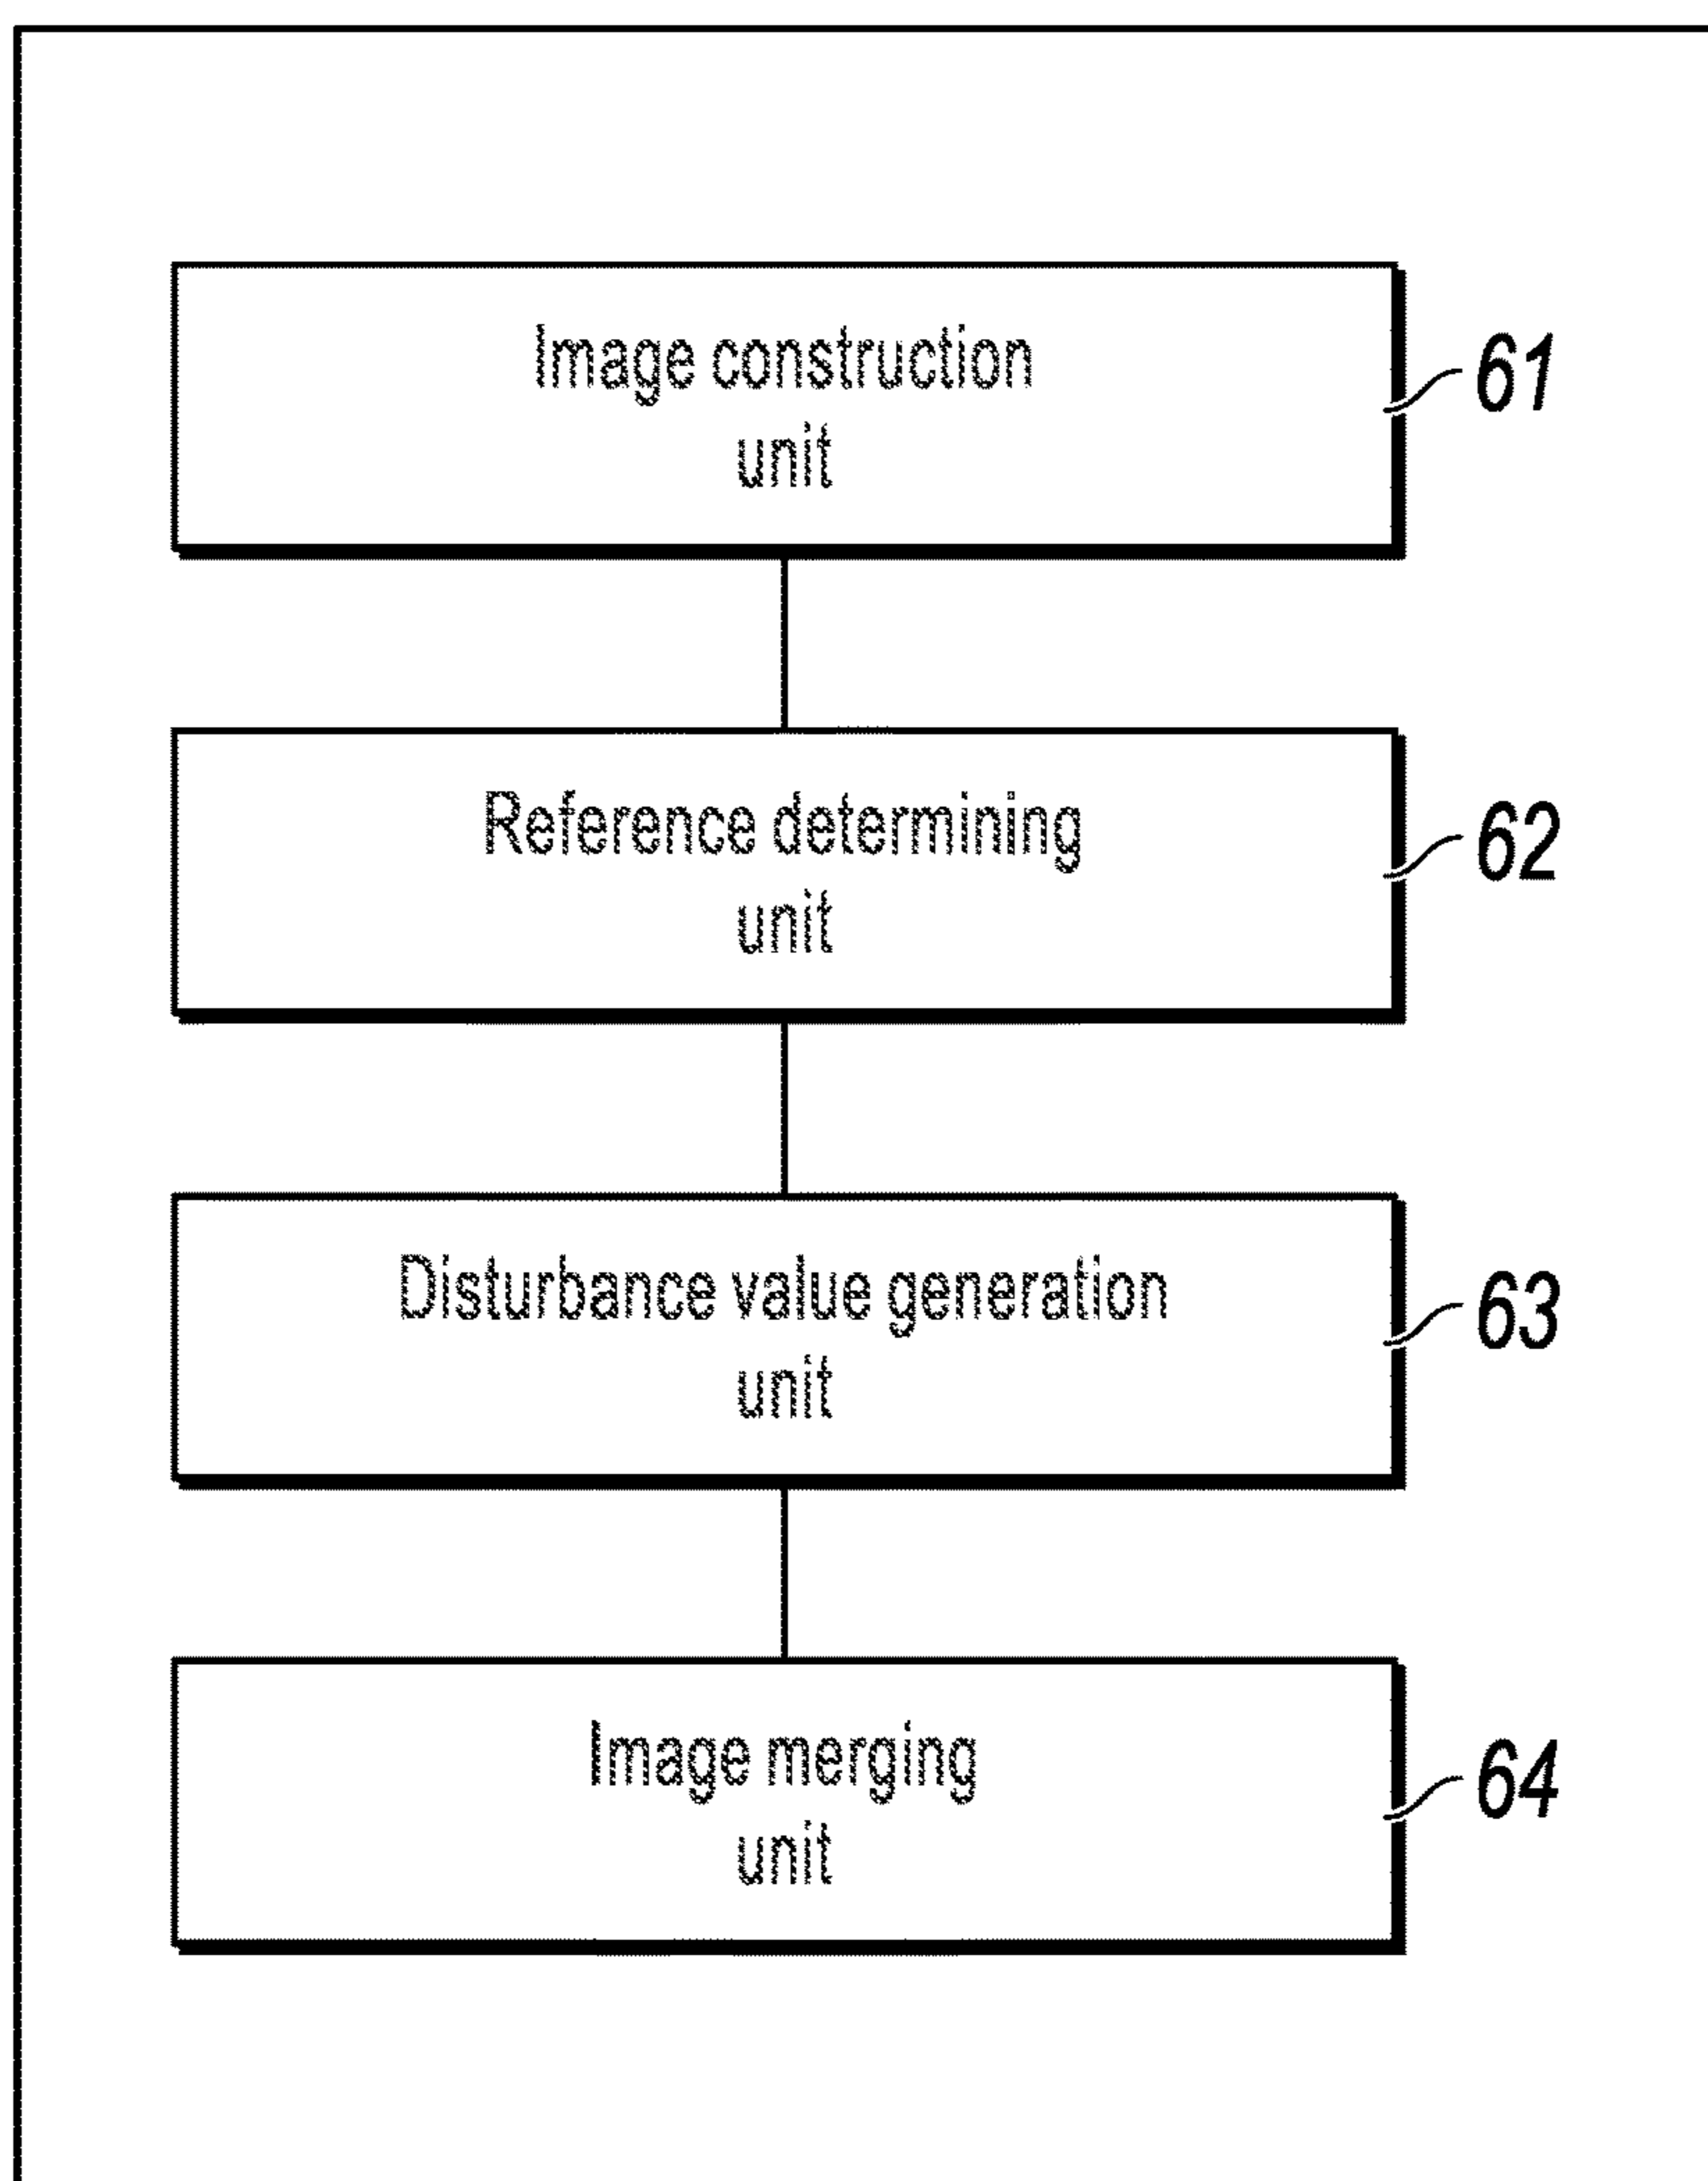 Image construction
unit
61
Reference determining
unit
62
Disturbance value generation
unit
63
Image merging
unit
64